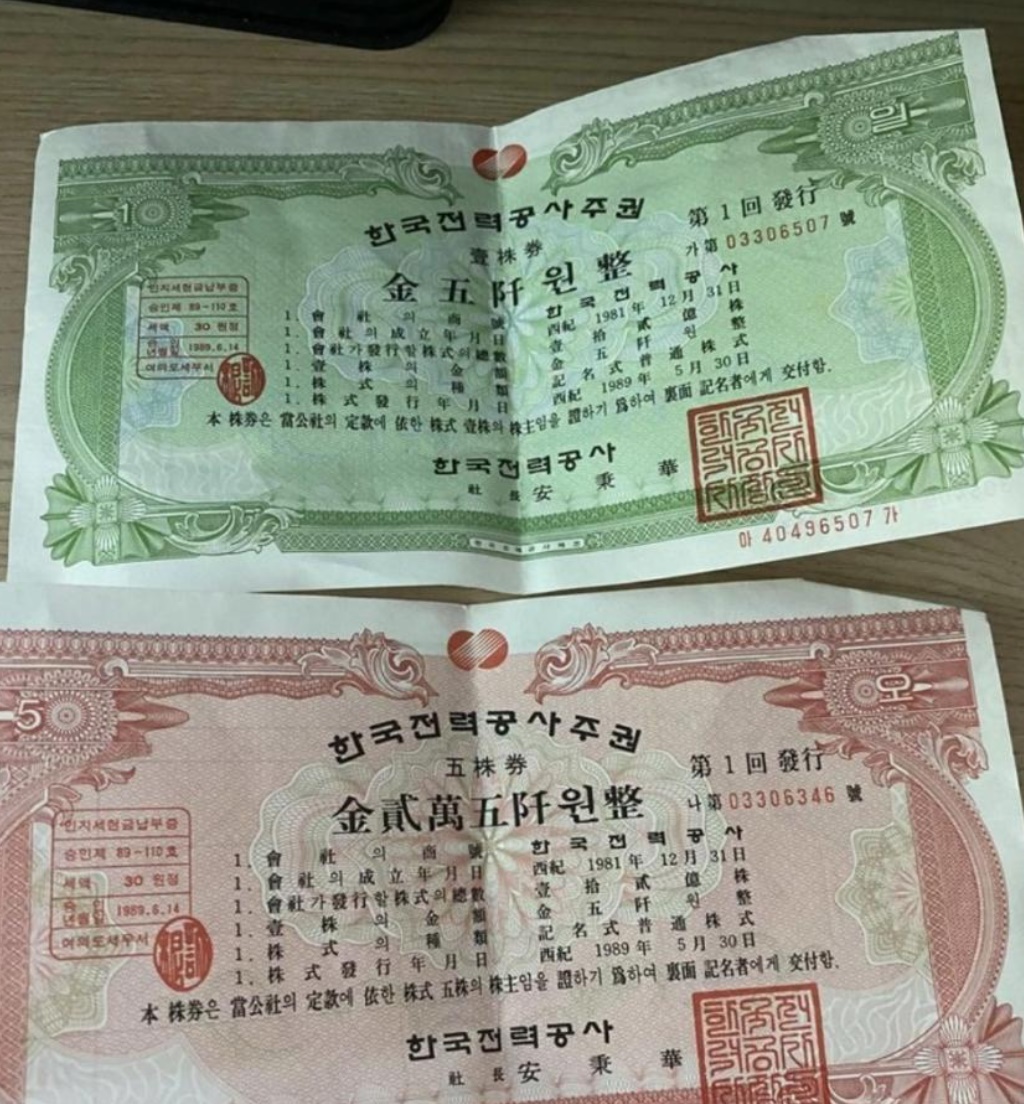 1
일
한국전력공사주권
第1回 發行
壹株券
가 第 03306507 號
金五阡원整
인지세현금납부증
승인제 89-110호
세액 30 원정
승인
년월일 1989.6.14
여의도세무서
1. 會社의 商號 한국전력공사
1. 會社의 成立年月日 西紀 1981年 12月 31日
1. 會社가 發行할 株式의 總數 壹拾貳億株
1. 壹株의 金額 金五阡원整
1. 株式의 種類 記名式普通株式
1. 株式發行年月日 西紀 1989年 5月 30日
本 株券은 當公社의 定款에 依한 株式 壹株의 株主임을 證하기 爲하여 裏面 記名者에게 交付함.
한국전력공사
社長 安秉華
아 40496507 가
5
오
한국전력공사주권
第1回 發行
五株券
나 第 03306346 號
金貳萬五阡원整
인지세현금납부증
승인제 89-110호
세액 30 원정
승인
년월일 1989.6.14
여의도세무서
1. 會社의 商號 한국전력공사
1. 會社의 成立年月日 西紀 1981年 12月 31日
1. 會社가 發行할 株式의 總數 壹拾貳億株
1. 壹株의 金額 金五阡원整
1. 株式의 種類 記名式普通株式
1. 株式發行年月日 西紀 1989年 5月 30日
本 株券은 當公社의 定款에 依한 株式 五株의 株主임을 證하기 爲하여 裏面 記名者에게 交付함.
한국전력공사
社長 安秉華